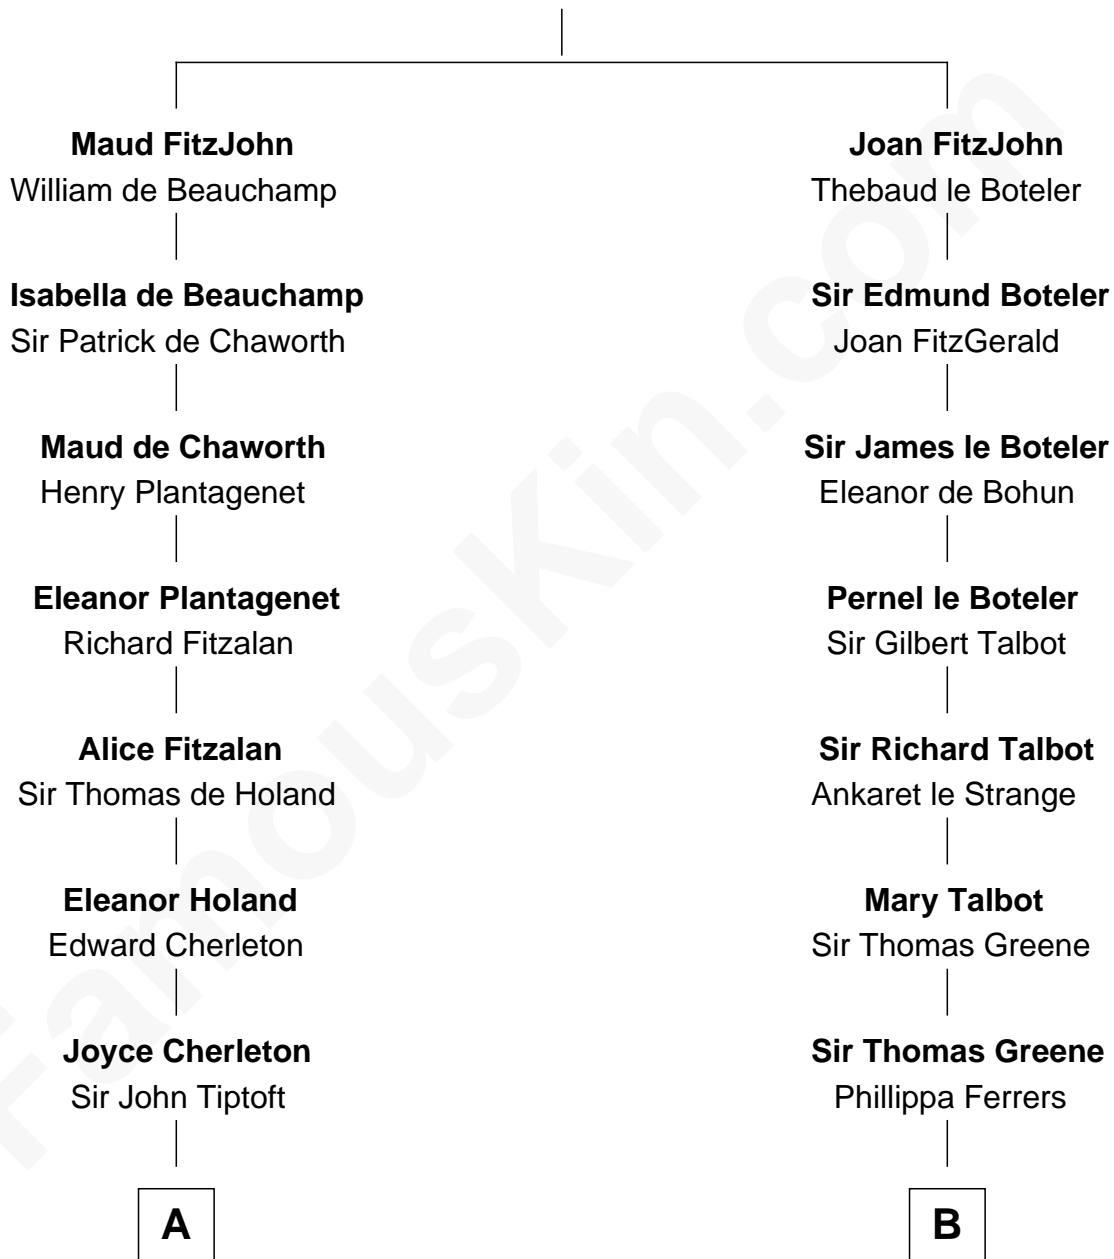 Maud FitzJohn
William de Beauchamp
Isabella de Beauchamp
Sir Patrick de Chaworth
Maud de Chaworth
Henry Plantagenet
Eleanor Plantagenet
Richard Fitzalan
Alice Fitzalan
Sir Thomas de Holand
Eleanor Holand
Edward Cherleton
Joyce Cherleton
Sir John Tiptoft
A
Joan FitzJohn
Thebaud le Boteler
Sir Edmund Boteler
Joan FitzGerald
Sir James le Boteler
Eleanor de Bohun
Pernel le Boteler
Sir Gilbert Talbot
Sir Richard Talbot
Ankaret le Strange
Mary Talbot
Sir Thomas Greene
Sir Thomas Greene
Phillippa Ferrers
B
FamousKin.com